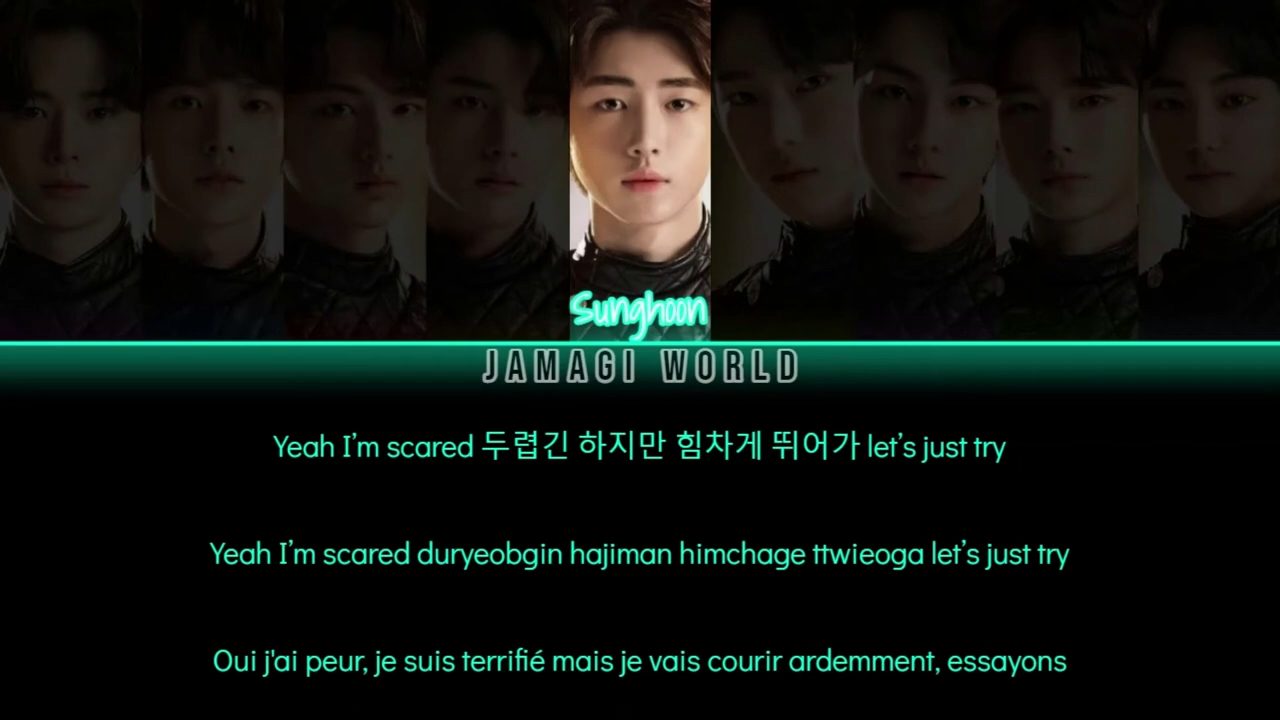 Sunghoon
JAMAGI WORLD
Yeah I’m scared 두렵긴 하지만 힘차게 뛰어가 let’s just try
Yeah I’m scared duryeobgin hajiman himchage ttwieoga let’s just try
Oui j'ai peur, je suis terrifié mais je vais courir ardemment, essayons